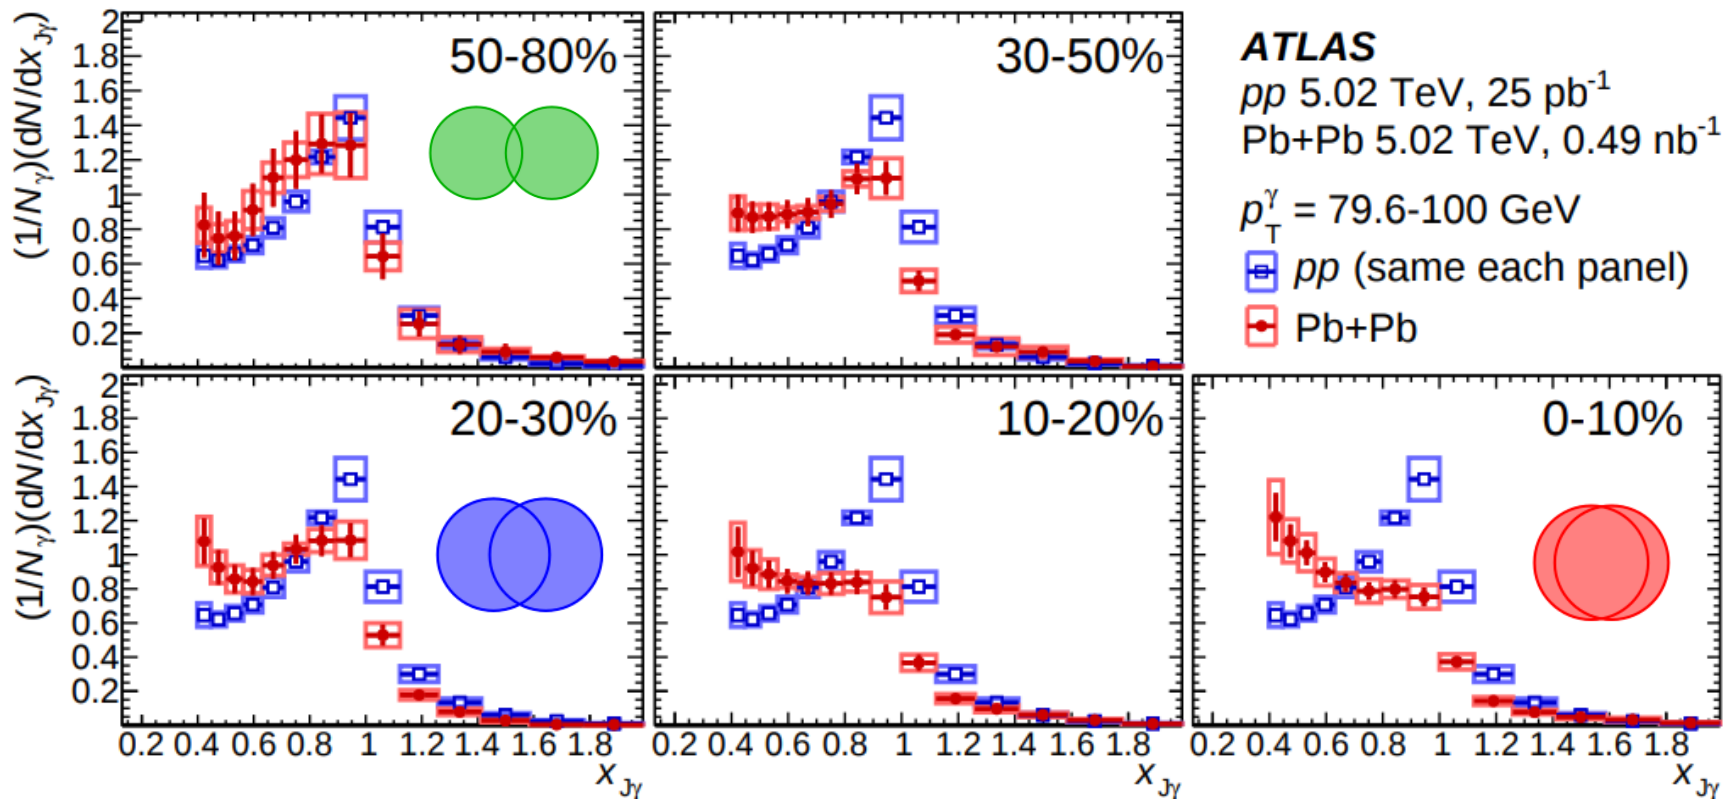 (1/Nγ)(dN/dxJγ)
2
1.8
1.6
1.4
1.2
1
0.8
0.6
0.4
0.2
50-80%
30-50%
ATLAS
pp 5.02 TeV, 25 pb-1
Pb+Pb 5.02 TeV, 0.49 nb-1
pTγ = 79.6-100 GeV
pp (same each panel)
Pb+Pb
(1/Nγ)(dN/dxJγ)
2
1.8
1.6
1.4
1.2
1
0.8
0.6
0.4
0.2
20-30%
10-20%
0-10%
0.2 0.4 0.6 0.8 1 1.2 1.4 1.6 1.8
0.2 0.4 0.6 0.8 1 1.2 1.4 1.6 1.8
0.2 0.4 0.6 0.8 1 1.2 1.4 1.6 1.8
xJγ
xJγ
xJγ